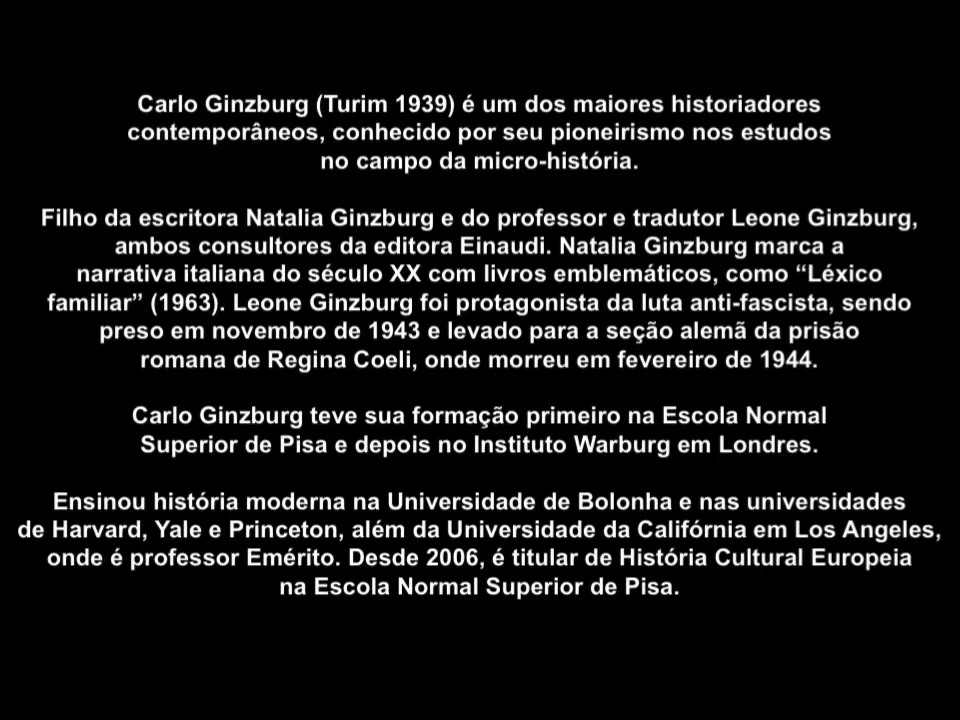 Carlo Ginzburg (Turim 1939) é um dos maiores historiadores
contemporâneos, conhecido por seu pioneirismo nos estudos
no campo da micro-história.
Filho da escritora Natalia Ginzburg e do professor e tradutor Leone Ginzburg,
ambos consultores da editora Einaudi. Natalia Ginzburg marca a
narrativa italiana do século XX com livros emblemáticos, como “Léxico
familiar” (1963). Leone Ginzburg foi protagonista da luta anti-fascista, sendo
preso em novembro de 1943 e levado para a seção alemã da prisão
romana de Regina Coeli, onde morreu em fevereiro de 1944.
Carlo Ginzburg teve sua formação primeiro na Escola Normal
Superior de Pisa e depois no Instituto Warburg em Londres.
Ensinou história moderna na Universidade de Bolonha e nas universidades
de Harvard, Yale e Princeton, além da Universidade da Califórnia em Los Angeles,
onde é professor Emérito. Desde 2006, é titular de História Cultural Europeia
na Escola Normal Superior de Pisa.